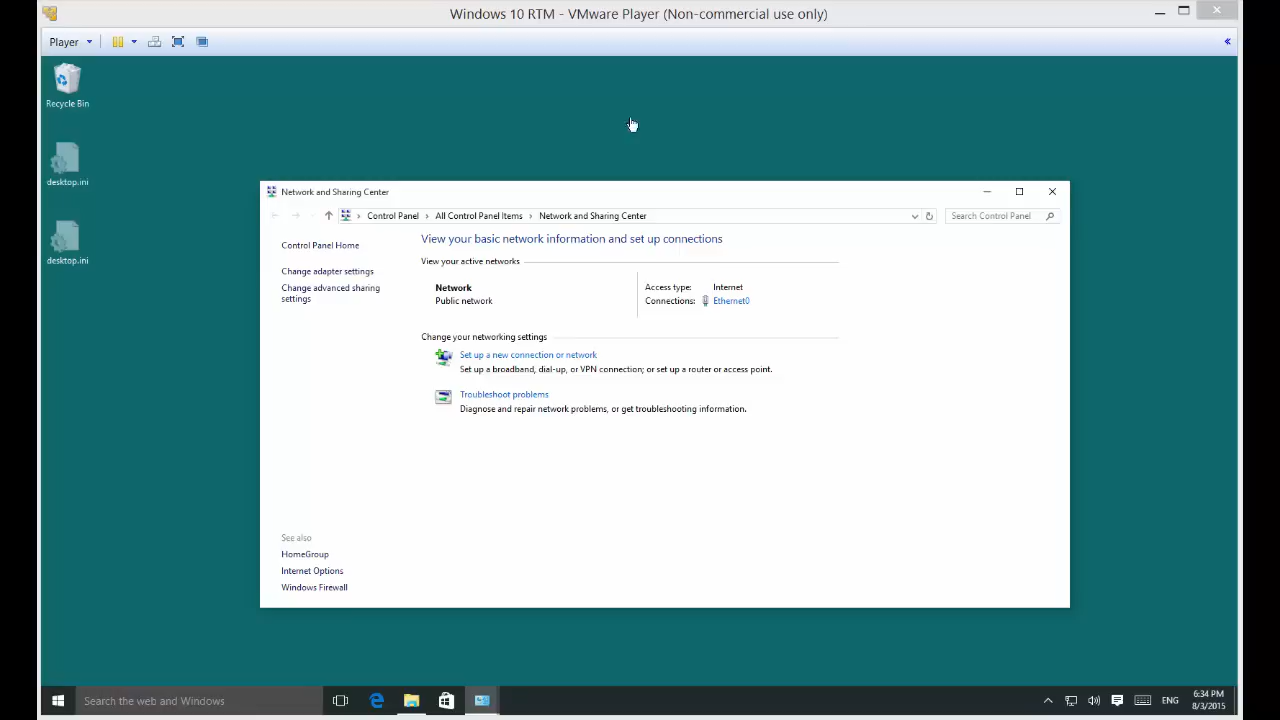 Windows 10 RTM - VMware Player (Non-commercial use only)
Player
Recycle Bin
desktop.ini
desktop.ini
Network and Sharing Center
Control Panel
All Control Panel Items
Network and Sharing Center
Search Control Panel
Control Panel Home
Change adapter settings
Change advanced sharing
settings
View your basic network information and set up connections
View your active networks
Network
Public network
Access type: Internet
Connections: Ethernet0
Change your networking settings
Set up a new connection or network
Set up a broadband, dial-up, or VPN connection; or set up a router or access point.
Troubleshoot problems
Diagnose and repair network problems, or get troubleshooting information.
See also
HomeGroup
Internet Options
Windows Firewall
Search the web and Windows
ENG
6:34 PM
8/3/2015